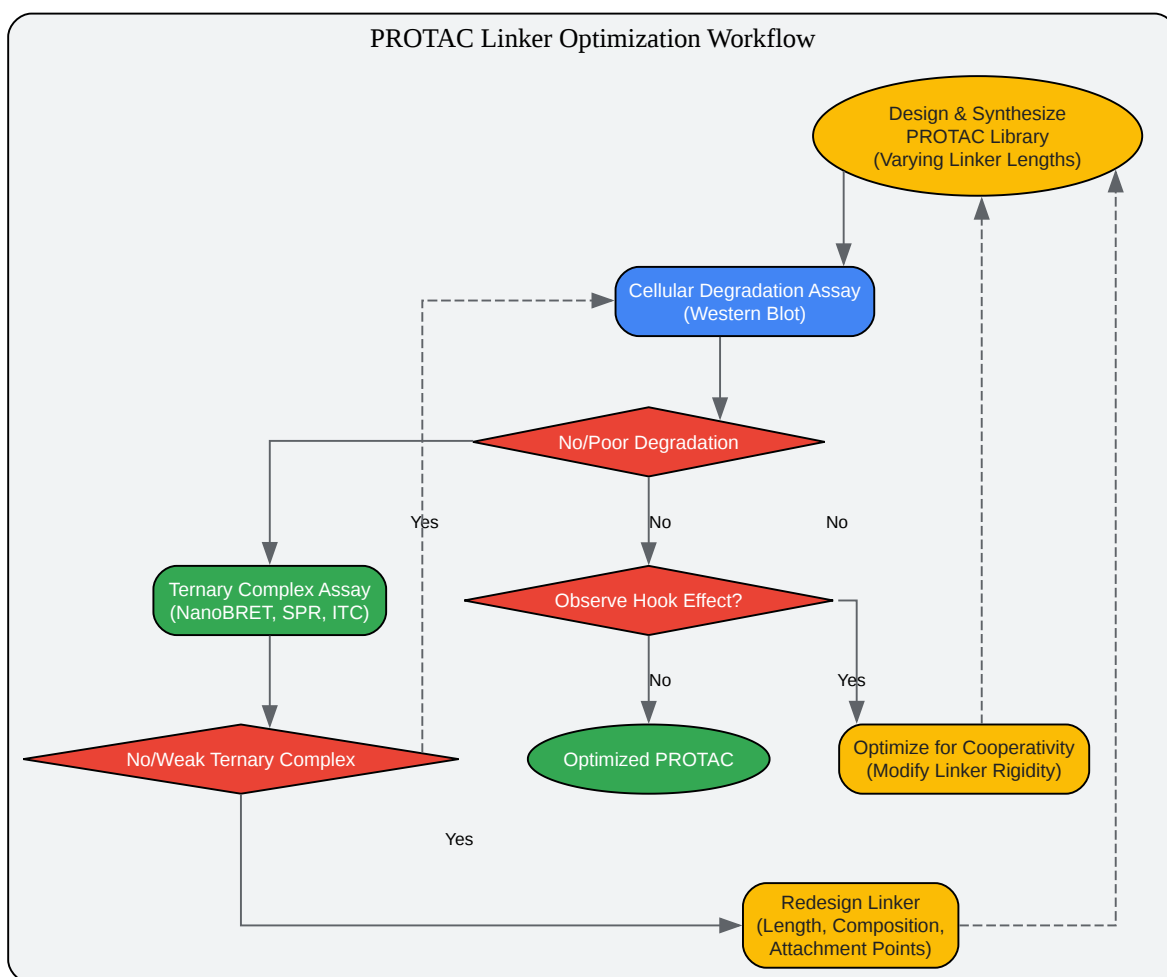 PROTAC Linker Optimization Workflow
Design & Synthesize
PROTAC Library
(Varying Linker Lengths)
Cellular Degradation Assay
(Western Blot)
No/Poor Degradation
Yes
No
No
Ternary Complex Assay
(NanoBRET, SPR, ITC)
Observe Hook Effect?
No
Yes
No/Weak Ternary Complex
Optimized PROTAC
Optimize for Cooperativity
(Modify Linker Rigidity)
Yes
Redesign Linker
(Length, Composition,
Attachment Points)